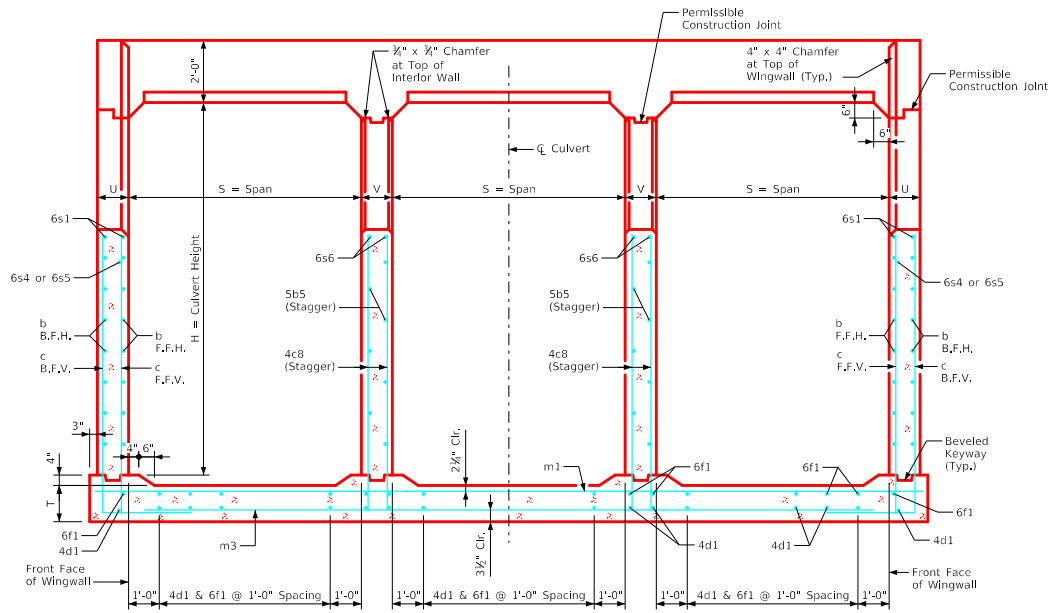 Permissible
Construction Joint
¾" x ¾" Chamfer
at Top of
Interior Wall
4" x 4" Chamfer
at Top of
Wingwall (Typ.)
Permissible
Construction Joint
2'-0"
6"
6"
℄ Culvert
U
S = Span
V
S = Span
V
S = Span
U
H = Culvert Height
6s1
6s4 or 6s5
b
B.F.H.
c
B.F.V.
b
F.F.H.
c
F.F.V.
6s6
5b5
(Stagger)
4c8
(Stagger)
6s6
5b5
(Stagger)
4c8
(Stagger)
6s1
6s4 or 6s5
b
F.F.H.
c
F.F.V.
b
B.F.H.
c
B.F.V.
3"
4"
6"
4"
T
2¼" Clr.
3½" Clr.
m1
6f1
6f1
Beveled
Keyway
(Typ.)
6f1
4d1
m3
4d1
4d1
6f1
4d1
Front Face
of Wingwall
Front Face
of Wingwall
1'-0"
4d1 & 6f1 @ 1'-0" Spacing
1'-0"
1'-0"
4d1 & 6f1 @ 1'-0" Spacing
1'-0"
1'-0"
4d1 & 6f1 @ 1'-0" Spacing
1'-0"